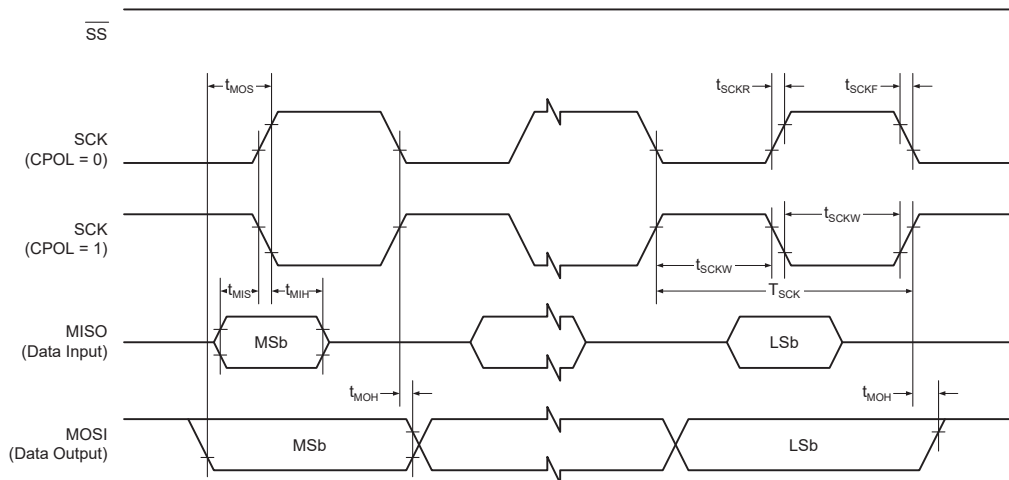 SS
tMOS
tSCKR
tSCKF
SCK
(CPOL = 0)
SCK
(CPOL = 1)
tSCKW
tSCKW
tMIS
tMIH
TSCK
MISO
(Data Input)
MSb
LSb
tMOH
tMOH
MOSI
(Data Output)
MSb
LSb